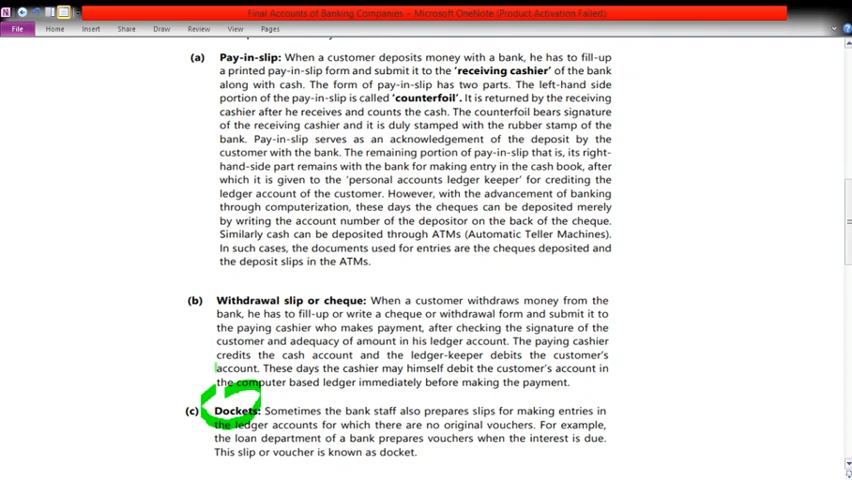 Final Accounts of Banking Companies - Microsoft OneNote (Product Activation Failed)
File Home Insert Share Draw Review View Pages
(a) Pay-in-slip: When a customer deposits money with a bank, he has to fill-up
a printed pay-in-slip form and submit it to the 'receiving cashier' of the bank
along with cash. The form of pay-in-slip has two parts. The left-hand side
portion of the pay-in-slip is called 'counterfoil'. It is returned by the receiving
cashier after he receives and counts the cash. The counterfoil bears signature
of the receiving cashier and it is duly stamped with the rubber stamp of the
bank. Pay-in-slip serves as an acknowledgement of the deposit by the
customer with the bank. The remaining portion of pay-in-slip that is, its right-
hand-side part remains with the bank for making entry in the cash book, after
which it is given to the 'personal accounts ledger keeper' for crediting the
ledger account of the customer. However, with the advancement of banking
through computerization, these days the cheques can be deposited merely
by writing the account number of the depositor on the back of the cheque.
Similarly cash can be deposited through ATMs (Automatic Teller Machines).
In such cases, the documents used for entries are the cheques deposited and
the deposit slips in the ATMs.
(b) Withdrawal slip or cheque: When a customer withdraws money from the
bank, he has to fill-up or write a cheque or withdrawal form and submit it to
the paying cashier who makes payment, after checking the signature of the
customer and adequacy of amount in his ledger account. The paying cashier
credits the cash account and the ledger-keeper debits the customer's
account. These days the cashier may himself debit the customer's account in
the computer based ledger immediately before making the payment.
(c) Dockets: Sometimes the bank staff also prepares slips for making entries in
the ledger accounts for which there are no original vouchers. For example,
the loan department of a bank prepares vouchers when the interest is due.
This slip or voucher is known as docket.